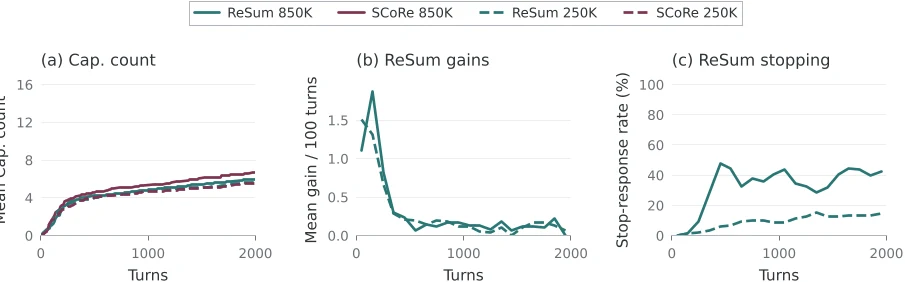 ReSum 850K SCoRe 850K ReSum 250K SCoRe 250K
(a) Cap. count
Mean Cap. count
16
12
8
4
0
0 1000 2000
Turns
(b) ReSum gains
Mean gain / 100 turns
1.5
1.0
0.5
0.0
0 1000 2000
Turns
(c) ReSum stopping
Stop-response rate (%)
100
80
60
40
20
0
0 1000 2000
Turns